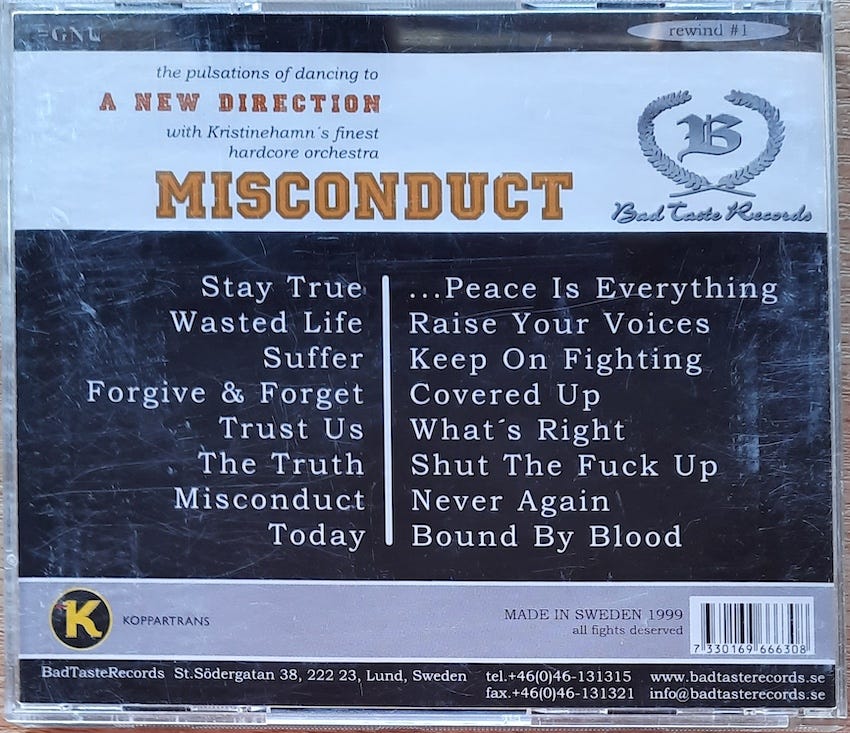 rewind #1
the pulsations of dancing to
A NEW DIRECTION
with Kristinehamn´s finest
hardcore orchestra
MISCONDUCT
B
Bad Taste Records
Stay True
Wasted Life
Suffer
Forgive & Forget
Trust Us
The Truth
Misconduct
Today
...Peace Is Everything
Raise Your Voices
Keep On Fighting
Covered Up
What´s Right
Shut The Fuck Up
Never Again
Bound By Blood
K
KOPPARTRANS
MADE IN SWEDEN 1999
all fights deserved
7 330169 666308
BadTasteRecords St.Södergatan 38, 222 23, Lund, Sweden
tel.+46(0)46-131315
fax.+46(0)46-131321
www.badtasterecords.se
info@badtasterecords.se